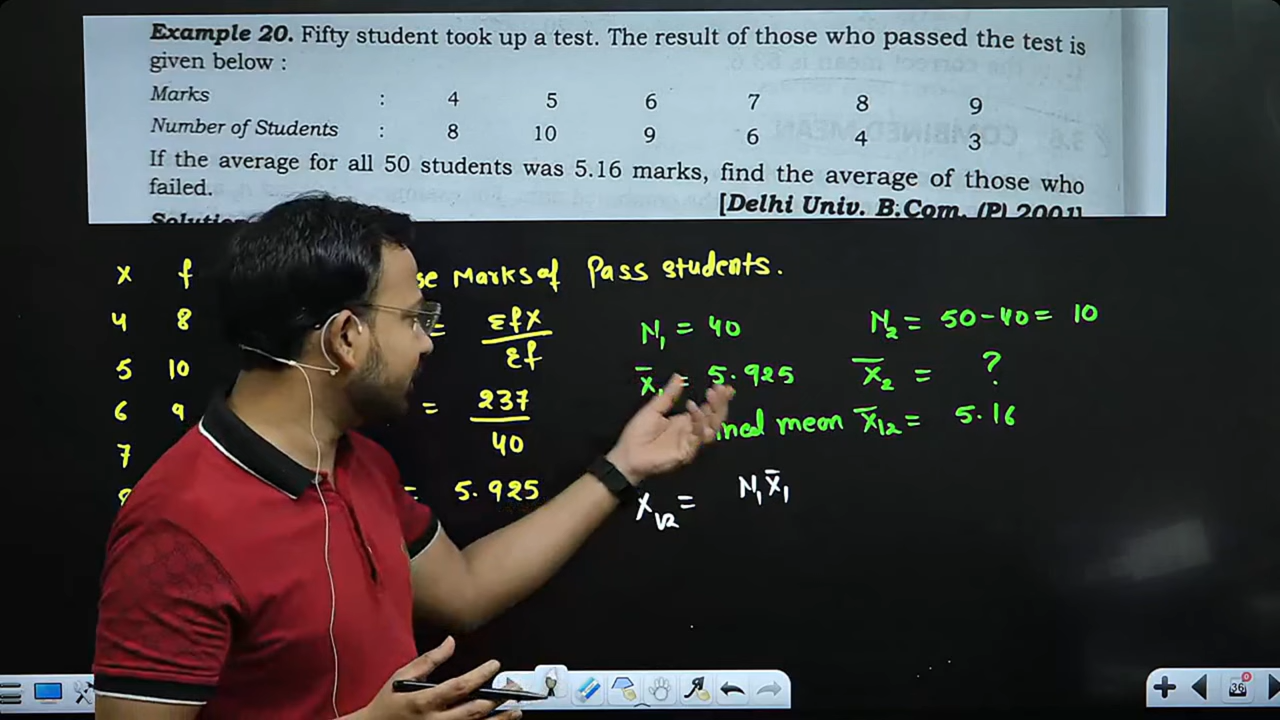 Example 20. Fifty student took up a test. The result of those who passed the test is
given below :
Marks : 4 5 6 7 8 9
Number of Students : 8 10 9 6 4 3
If the average for all 50 students was 5.16 marks, find the average of those who
failed. [Delhi Univ. B.Com. (P) 2001]
Solution
x f Marks of Pass students.
4 8 = Σfx / Σf
5 10 = 237 / 40
6 9 = 5.925
7
N₁ = 40 N₂ = 50-40= 10
X̄₁ = 5.925 X̄₂ = ?
mean X̄₁₂ = 5.16
X₁₂ = N₁X̄₁
36